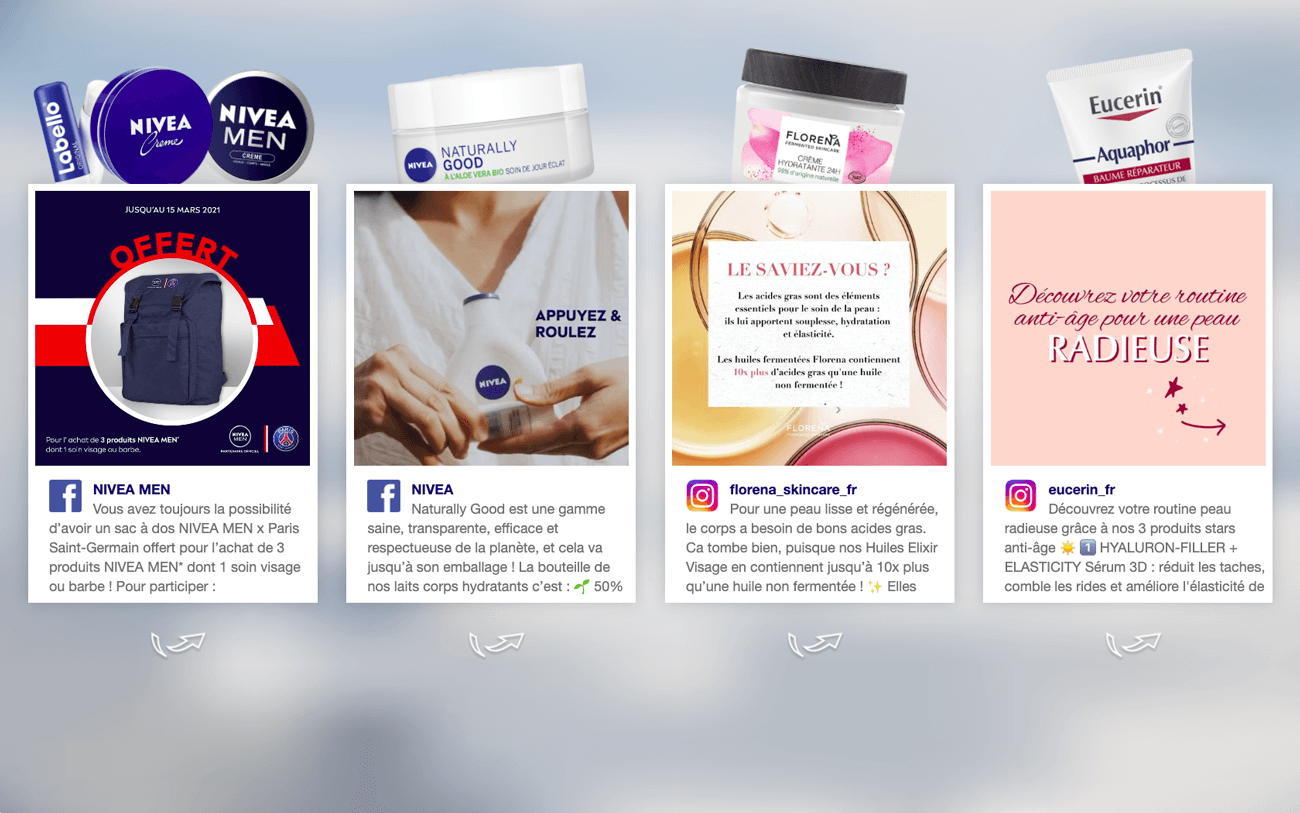 Labello
ORIGINAL
NIVEA
Creme
NIVEA
MEN
CREME
NIVEA
NATURALLY
GOOD
À L'ALOE VERA BIO SOIN DE JOUR ÉCLAT
FLORENA
FERMENTED SKINCARE
CRÈME
HYDRATANTE 24H
98% d'origine naturelle
Eucerin
Aquaphor
BAUME RÉPARATEUR
JUSQU'AU 15 MARS 2021
OFFERT
Pour l'achat de 3 produits NIVEA MEN*
dont 1 soin visage ou barbe.
NIVEA
MEN
PARTENAIRE OFFICIEL
NIVEA MEN
Vous avez toujours la possibilité
d’avoir un sac à dos NIVEA MEN x Paris
Saint-Germain offert pour l’achat de 3
produits NIVEA MEN* dont 1 soin visage
ou barbe ! Pour participer :
APPUYEZ &
ROULEZ
NIVEA
NIVEA
Naturally Good est une gamme
saine, transparente, efficace et
respectueuse de la planète, et cela va
jusqu’à son emballage ! La bouteille de
nos laits corps hydratants c’est : 🌱 50%
LE SAVIEZ-VOUS ?
Les acides gras sont des éléments
essentiels pour le soin de la peau :
ils lui apportent souplesse, hydratation
et élasticité.
Les huiles fermentées Florena contiennent
10x plus d'acides gras qu'une huile
non fermentée !
FLORENA
florena_skincare_fr
Pour une peau lisse et régénérée,
le corps a besoin de bons acides gras.
Ca tombe bien, puisque nos Huiles Elixir
Visage en contiennent jusqu’à 10x plus
qu’une huile non fermentée ! ✨ Elles
Découvrez votre routine
anti-âge pour une peau
RADIEUSE
eucerin_fr
Découvrez votre routine peau
radieuse grâce à nos 3 produits stars
anti-âge ☀️ 1️⃣ HYALURON-FILLER +
ELASTICITY Sérum 3D : réduit les taches,
comble les rides et améliore l'élasticité de